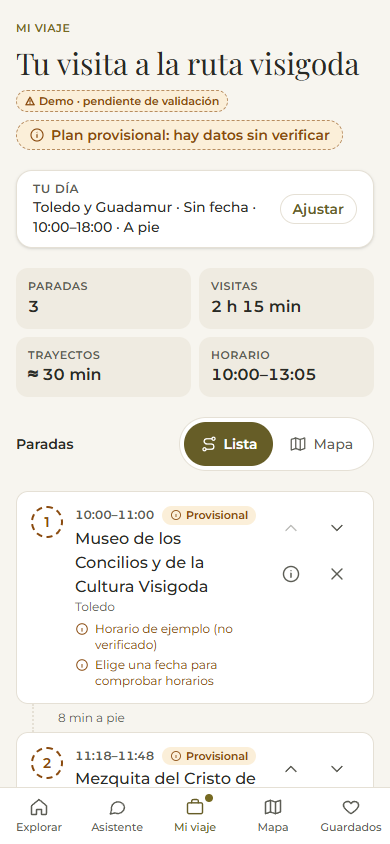 MI VIAJE
Tu visita a la ruta visigoda
Demo · pendiente de validación
Plan provisional: hay datos sin verificar
TU DÍA
Toledo y Guadamur · Sin fecha ·
10:00–18:00 · A pie
Ajustar
PARADAS
3
VISITAS
2 h 15 min
TRAYECTOS
≈ 30 min
HORARIO
10:00–13:05
Paradas
Lista
Mapa
1
10:00–11:00
Provisional
Museo de los
Concilios y de la
Cultura Visigoda
Toledo
Horario de ejemplo (no
verificado)
Elige una fecha para
comprobar horarios
8 min a pie
2
11:18–11:48
Provisional
Mezquita del Cristo de
Explorar
Asistente
Mi viaje
Mapa
Guardados